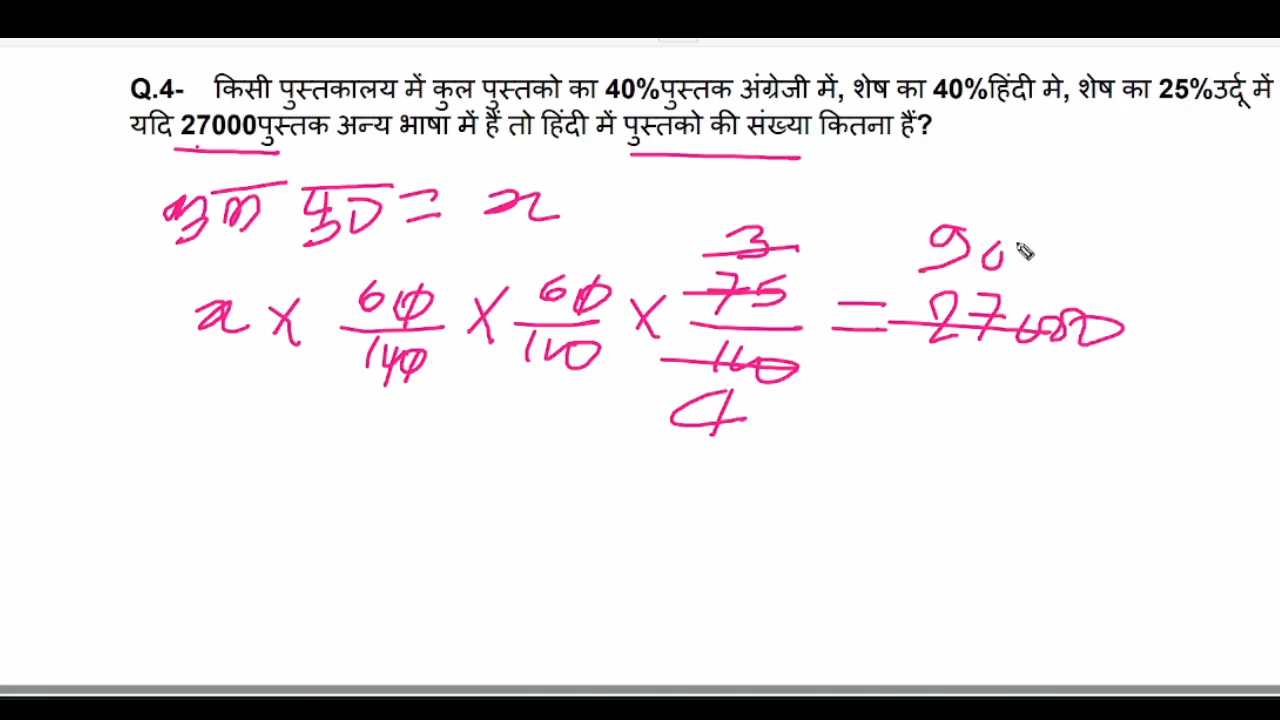 Q.4- किसी पुस्तकालय में कुल पुस्तको का 40%पुस्तक अंग्रेजी में, शेष का 40%हिंदी मे, शेष का 25%उर्दू में
यदि 27000पुस्तक अन्य भाषा में हैं तो हिंदी में पुस्तको की संख्या कितना हैं?
= x
3 90
x × 60/100 × 60/100 × 75/100 = 27000
4